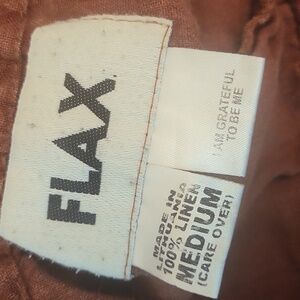 FLAX
I AM GRATEFUL
TO BE ME
MADE IN
LITHUANIA
100% LINEN
MEDIUM
(CARE OVER)